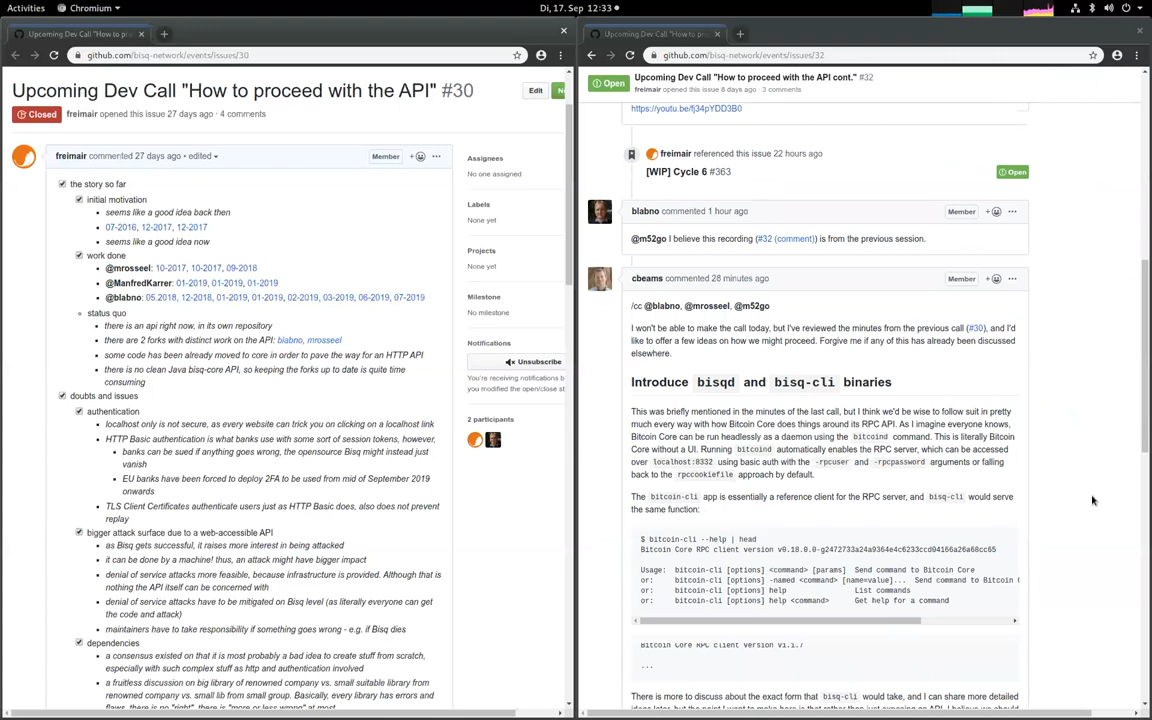 Activities
Chromium
Di, 17. Sep, 12:33
Upcoming Dev Call "How to pr
github.com/bisq-network/events/issues/30
Upcoming Dev Call "How to proceed with the API" #30
Edit
Closed
freimair opened this issue 27 days ago · 4 comments
freimair commented 27 days ago • edited
Member
the story so far
initial motivation
seems like a good idea back then
07-2016, 12-2017, 12-2017
seems like a good idea now
work done
@mrosseel: 10-2017, 10-2017, 09-2018
@ManfredKarrer: 01-2019, 01-2019, 01-2019
@blabno: 05.2018, 12-2018, 01-2019, 01-2019, 02-2019, 03-2019, 06-2019, 07-2019
status quo
there is an api right now, in its own repository
there are 2 forks with distinct work on the API: blabno, mrosseel
some code has been already moved to core in order to pave the way for an HTTP API
there is no clean Java bisq-core API, so keeping the forks up to date is quite time
consuming
doubts and issues
authentication
localhost only is not secure, as every website can trick you on clicking on a localhost link
HTTP Basic authentication is what banks use with some sort of session tokens, however,
banks can be sued if anything goes wrong, the opensource Bisq might instead just
vanish
EU banks have been forced to deploy 2FA to be used from mid of September 2019
onwards
TLS Client Certificates authenticate users just as HTTP Basic does, also does not prevent
replay
bigger attack surface due to a web-accessible API
as Bisq gets successful, it raises more interest in being attacked
it can be done by a machine! thus, an attack might have bigger impact
denial of service attacks more feasible, because infrastructure is provided. Although that is
nothing the API itself can be concerned with
denial of service attacks have to be mitigated on Bisq level (as literally everyone can get
the code and attack)
maintainers have to take responsibility if something goes wrong - e.g. if Bisq dies
dependencies
a consensus existed on that it is most probably a bad idea to create stuff from scratch,
especially with such complex stuff as http and authentication involved
a fruitless discussion on big library of renowned company vs. suitable library from
renowned company vs. small lib from small group. Basically, every library has errors and
flaws, there is no "right", there is "more or less wrong" at most
Assignees
No one assigned
Labels
None yet
Projects
None yet
Milestone
No milestone
Notifications
Unsubscribe
You're receiving notifications b
you modified the open/close st
2 participants
Upcoming Dev Call "How to pr
github.com/bisq-network/events/issues/32
Open
Upcoming Dev Call "How to proceed with the API cont." #32
freimair opened this issue 8 days ago · 3 comments
https://youtu.be/fj34pYDD3B0
freimair referenced this issue 22 hours ago
[WIP] Cycle 6 #363
Open
blabno commented 1 hour ago
Member
@m52go I believe this recording (#32 (comment)) is from the previous session.
cbeams commented 28 minutes ago
Member
/cc @blabno, @mrosseel, @m52go
I won't be able to make the call today, but I've reviewed the minutes from the previous call (#30), and I'd
like to offer a few ideas on how we might proceed. Forgive me if any of this has already been discussed
elsewhere.
Introduce bisqd and bisq-cli binaries
This was briefly mentioned in the minutes of the last call, but I think we'd be wise to follow suit in pretty
much every way with how Bitcoin Core does things around its RPC API. As I imagine everyone knows,
Bitcoin Core can be run headlessly as a daemon using the bitcoind command. This is literally Bitcoin
Core without a UI. Running bitcoind automatically enables the RPC server, which can be accessed
over localhost:8332 using basic auth with the -rpcuser and -rpcpassword arguments or falling
back to the rpccookiefile approach by default.
The bitcoin-cli app is essentially a reference client for the RPC server, and bisq-cli would serve
the same function:
$ bitcoin-cli --help | head
Bitcoin Core RPC client version v0.18.0.0-g2472733a24a9364e4c6233ccd04166a26a68cc65
Usage: bitcoin-cli [options] <command> [params] Send command to Bitcoin Core
or: bitcoin-cli [options] -named <command> [name=value]... Send command to Bitcoin C
or: bitcoin-cli [options] help List commands
or: bitcoin-cli [options] help <command> Get help for a command
Bitcoin Core RPC client version v1.1.7
...
There is more to discuss about the exact form that bisq-cli would take, and I can share more detailed